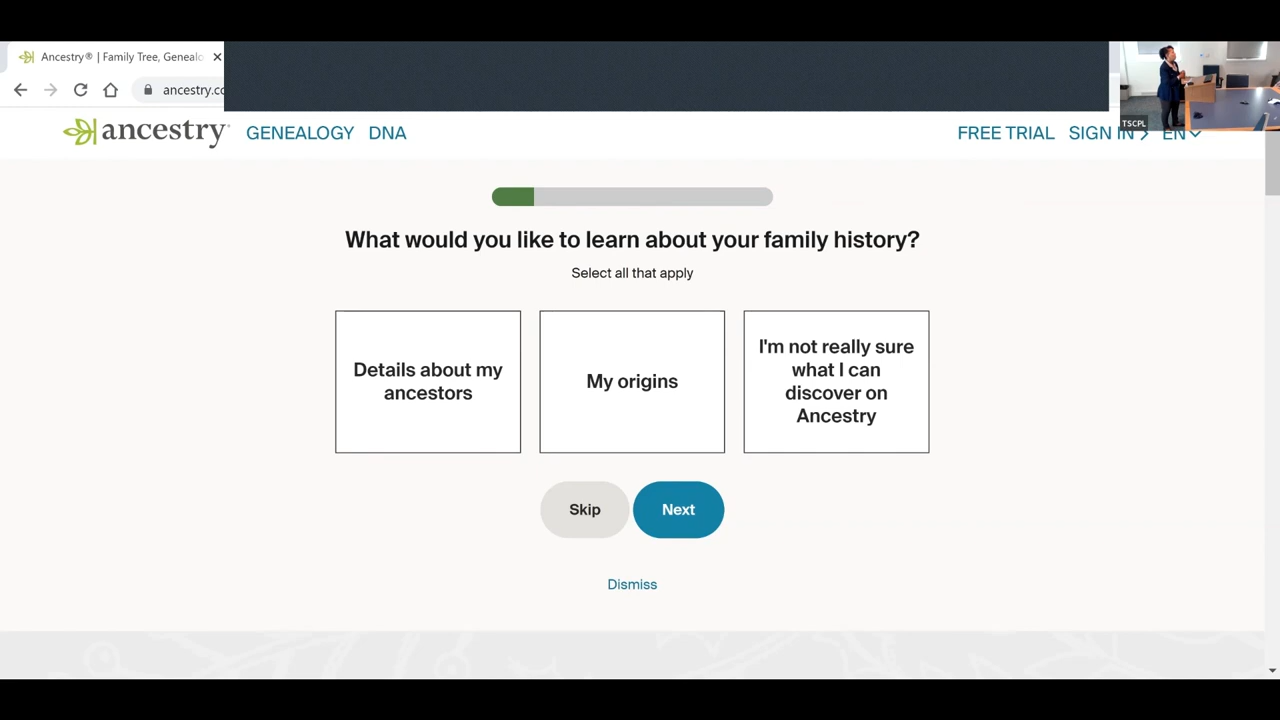 Ancestry® | Family Tree, Genealo
ancestry.co
TSCPL
ancestry
GENEALOGY
DNA
FREE TRIAL
SIGN IN
EN
What would you like to learn about your family history?
Select all that apply
Details about my
ancestors
My origins
I'm not really sure
what I can
discover on
Ancestry
Skip
Next
Dismiss